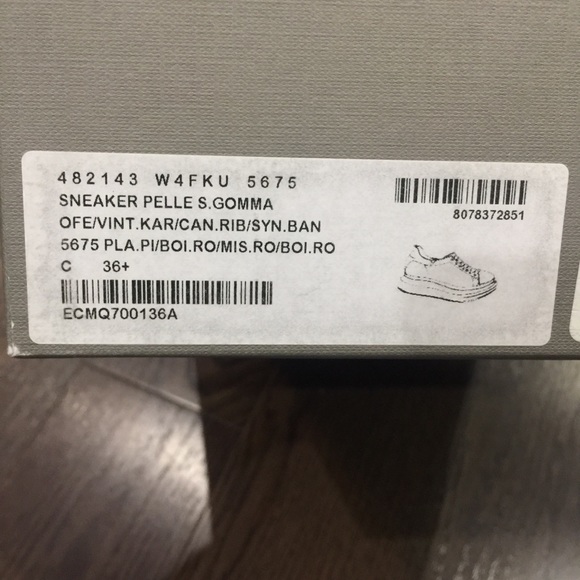 482143 W4FKU 5675
SNEAKER PELLE S.GOMMA
OFE/VINT.KAR/CAN.RIB/SYN.BAN
5675 PLA.PI/BOI.RO/MIS.RO/BOI.RO
C 36+
ECMQ700136A
8078372851